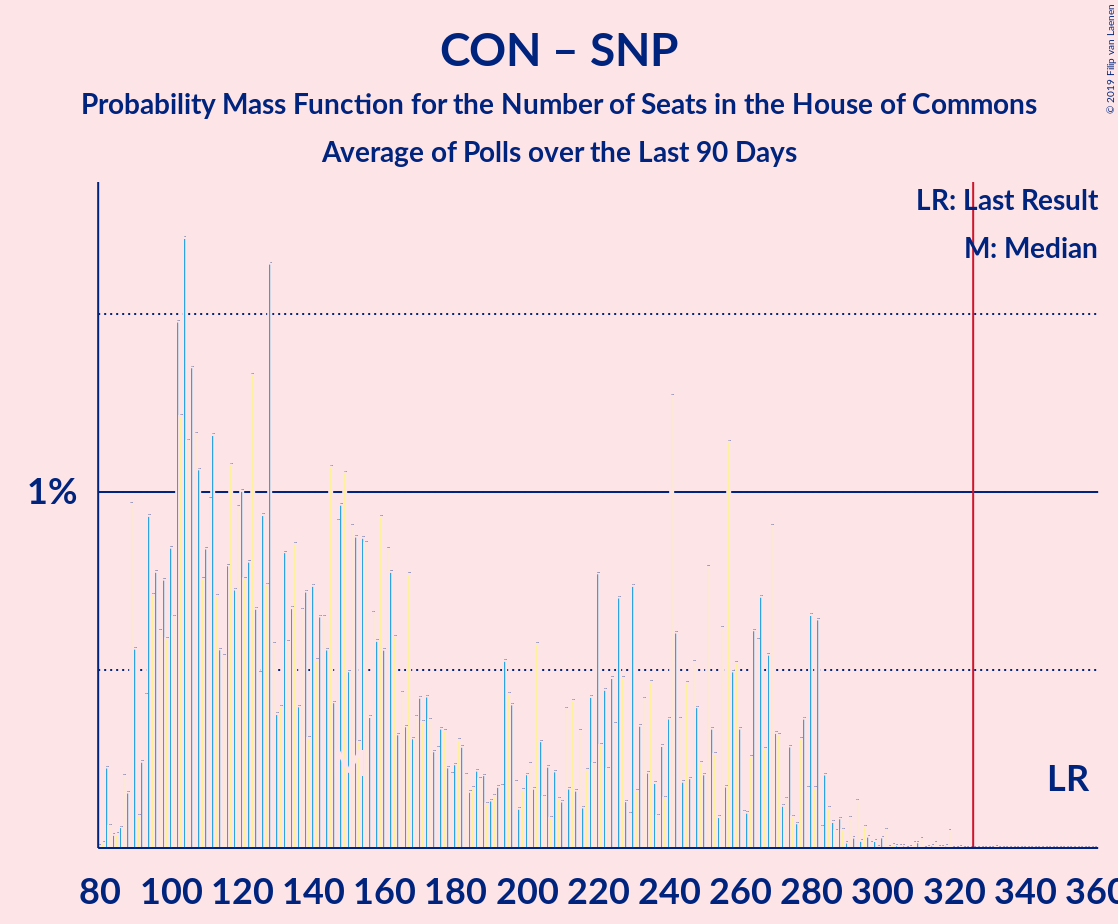 CON – SNP
Probability Mass Function for the Number of Seats in the House of Commons
Average of Polls over the Last 90 Days
© 2019 Filip van Laenen
LR: Last Result
M: Median
1%
M
LR
80 100 120 140 160 180 200 220 240 260 280 300 320 340 360